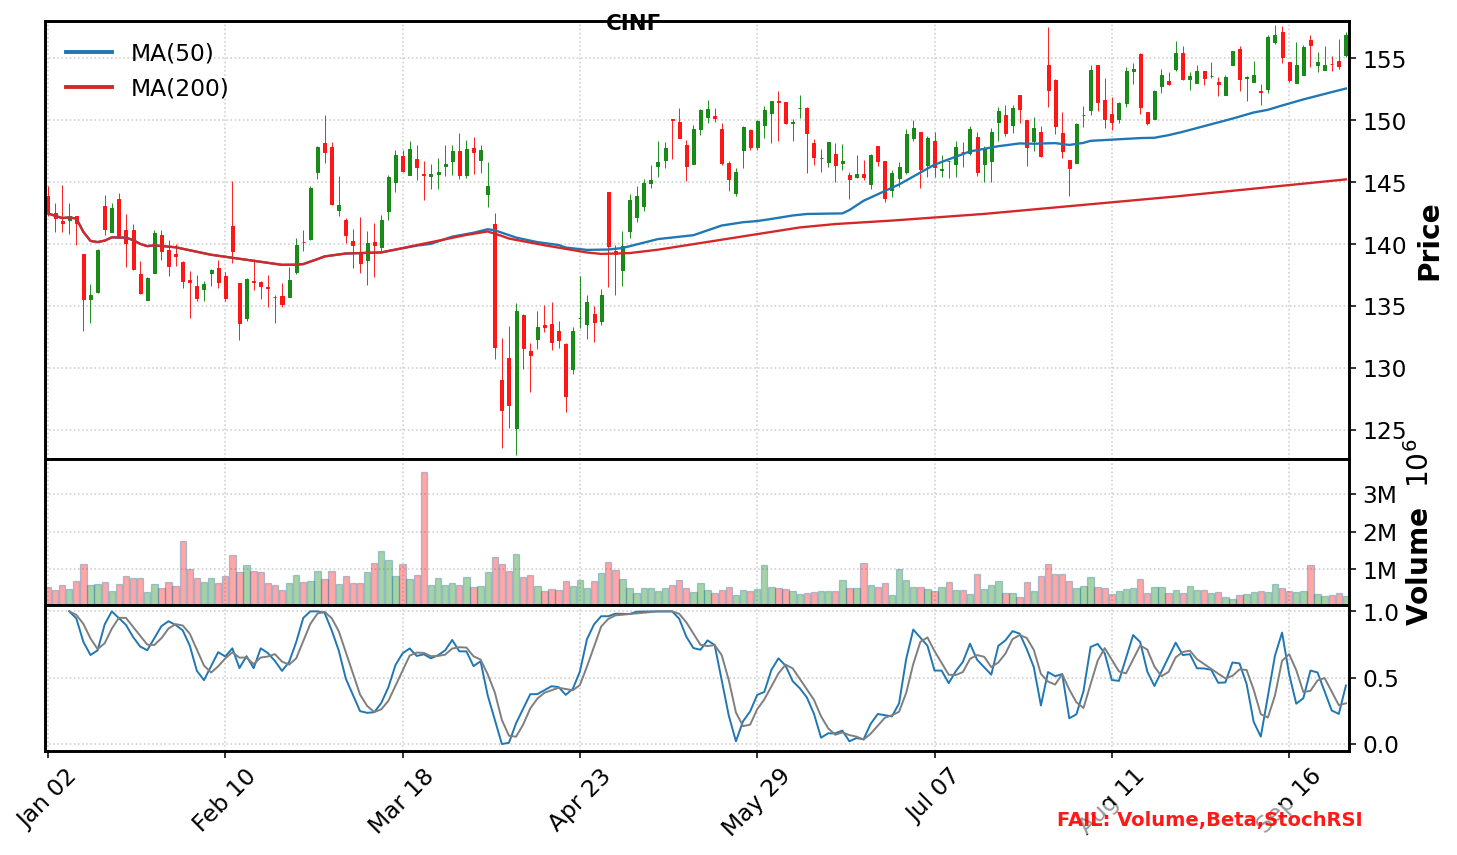 CINF
MA(50)
MA(200)
155
150
145
140
135
130
125
Price
3M
2M
1M
Volume 10^6
1.0
0.5
0.0
Jan 02
Feb 10
Mar 18
Apr 23
May 29
Jul 07
Aug 11
Sep 16
FAIL: Volume,Beta,StochRSI